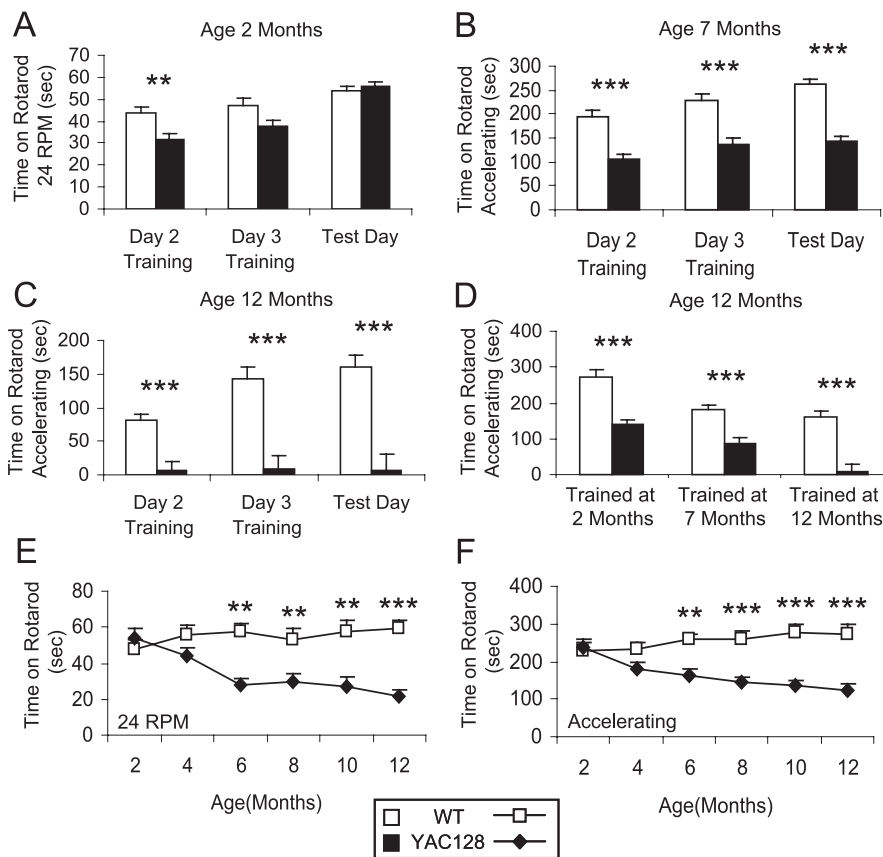 A
Age 2 Months
Time on Rotarod
24 RPM (sec)
70
60
50
40
30
20
10
0
**
Day 2
Training
Day 3
Training
Test Day
B
Age 7 Months
Time on Rotarod
Accelerating (sec)
300
250
200
150
100
50
0
***
***
***
Day 2
Training
Day 3
Training
Test Day
C
Age 12 Months
Time on Rotarod
Accelerating (sec)
200
150
100
50
0
***
***
***
Day 2
Training
Day 3
Training
Test Day
D
Age 12 Months
Time on Rotarod
Accelerating (sec)
400
300
200
100
0
***
***
***
Trained at
2 Months
Trained at
7 Months
Trained at
12 Months
E
Time on Rotarod
(sec)
80
60
40
20
0
** ** ** ***
24 RPM
2 4 6 8 10 12
Age(Months)
F
Time on Rotarod
(sec)
400
300
200
100
0
** *** *** ***
Accelerating
2 4 6 8 10 12
Age(Months)
WT
YAC128